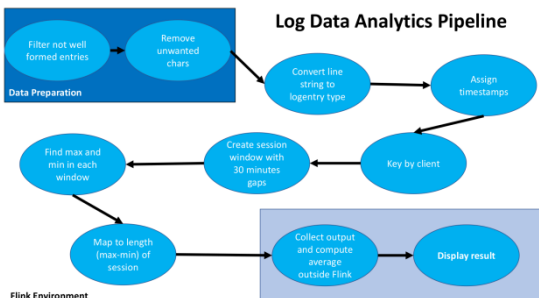 Log Data Analytics Pipeline
Filter not well
formed entries
Remove
unwanted
chars
Data Preparation
Convert line
string to
logentry type
Assign
timestamps
Key by client
Create session
window with
30 minutes
gaps
Find max and
min in each
window
Map to length
(max-min) of
session
Collect output
and compute
average
outside Flink
Display result
Flink Environment